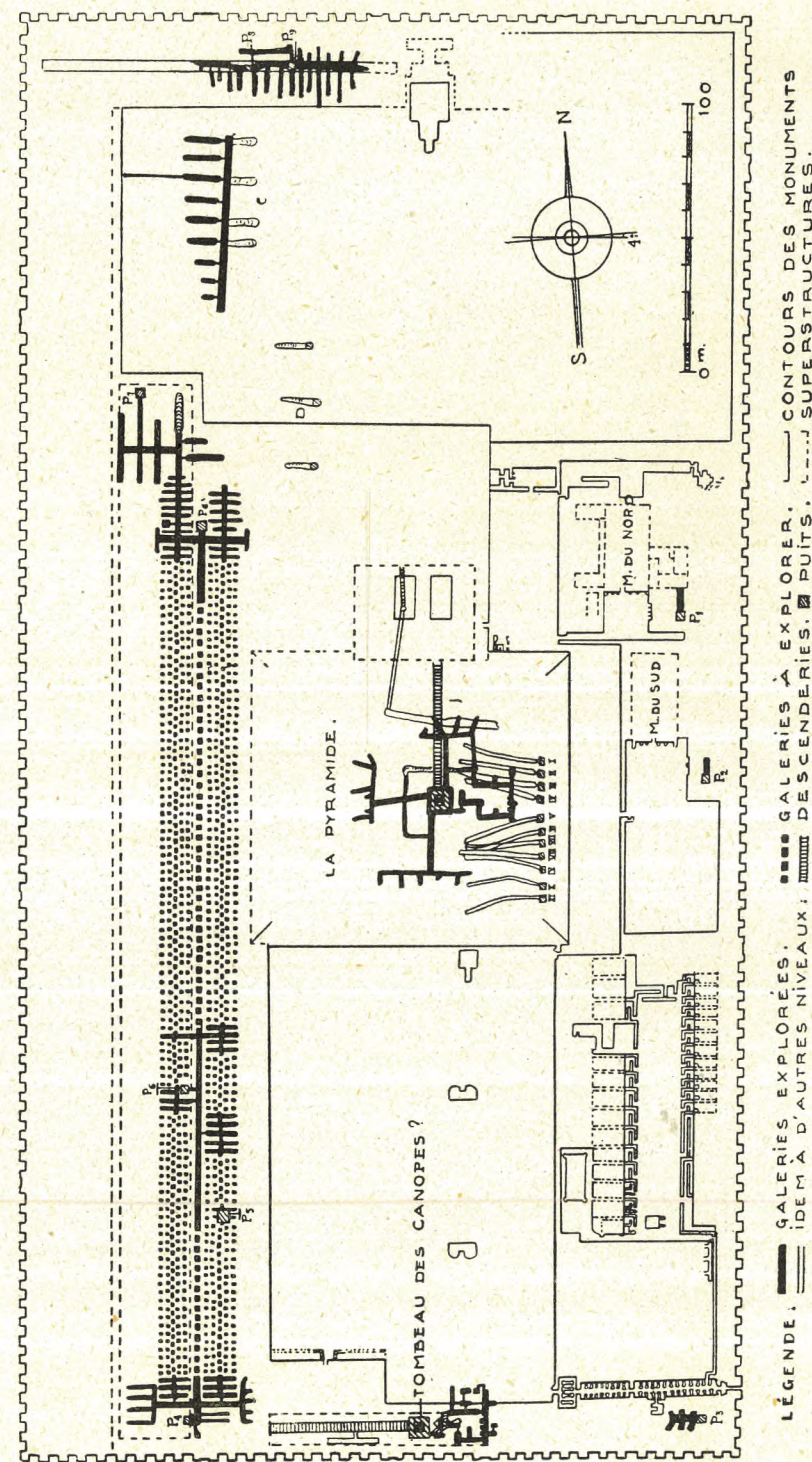 LA PYRAMIDE.
TOMBEAU DES CANOPES?
M. DU NORD
M. DU SUD
N
S
0 m.
100
P1
P2
P3
P4
P5
P6
P7
P9
C
D
I
LÉGENDE. GALERIES EXPLORÉES. GALERIES A EXPLORER. CONTOURS DES MONUMENTS
IDEM A D'AUTRES NIVEAUX; DESCENDERIES. PUITS. SUPERSTRUCTURES.